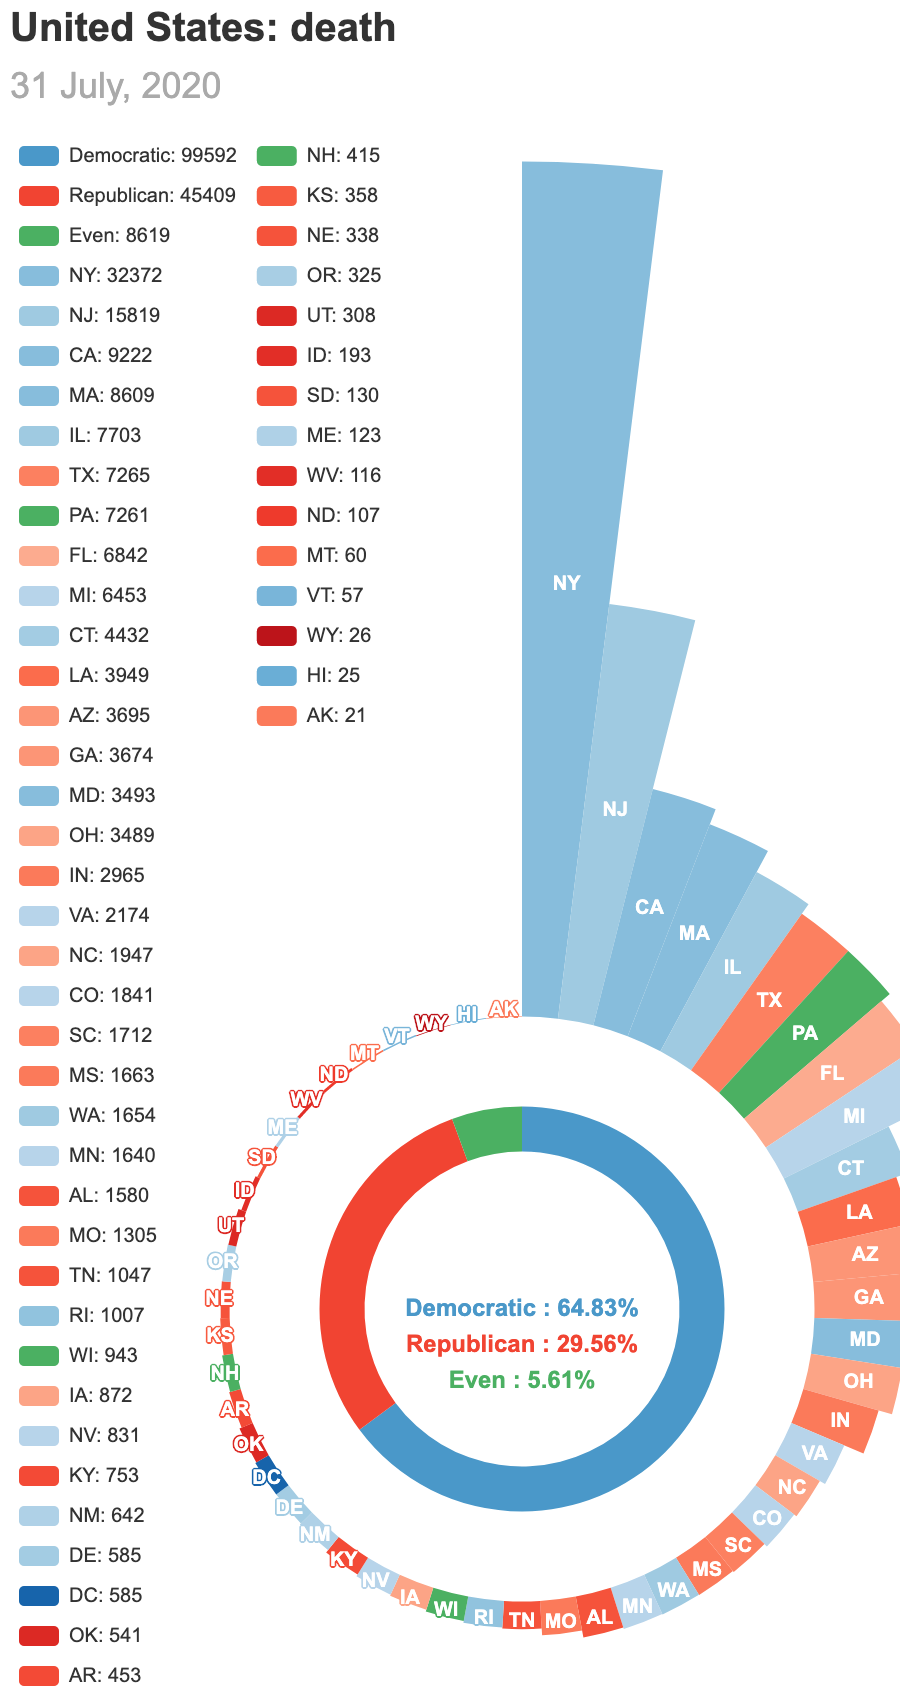 United States: death
31 July, 2020
Democratic: 99592
Republican: 45409
Even: 8619
NY: 32372
NJ: 15819
CA: 9222
MA: 8609
IL: 7703
TX: 7265
PA: 7261
FL: 6842
MI: 6453
CT: 4432
LA: 3949
AZ: 3695
GA: 3674
MD: 3493
OH: 3489
IN: 2965
VA: 2174
NC: 1947
CO: 1841
SC: 1712
MS: 1663
WA: 1654
MN: 1640
AL: 1580
MO: 1305
TN: 1047
RI: 1007
WI: 943
IA: 872
NV: 831
KY: 753
NM: 642
DE: 585
DC: 585
OK: 541
AR: 453
NH: 415
KS: 358
NE: 338
OR: 325
UT: 308
ID: 193
SD: 130
ME: 123
WV: 116
ND: 107
MT: 60
VT: 57
WY: 26
HI: 25
AK: 21
NY
NJ
CA
MA
IL
TX
PA
FL
MI
CT
LA
AZ
GA
MD
OH
IN
VA
NC
CO
SC
MS
WA
MN
AL
MO
TN
RI
WI
IA
NV
KY
NM
DE
DC
OK
AR
NH
KS
NE
OR
UT
ID
SD
ME
WV
ND
MT
VT
WY
HI
AK
Democratic : 64.83%
Republican : 29.56%
Even : 5.61%